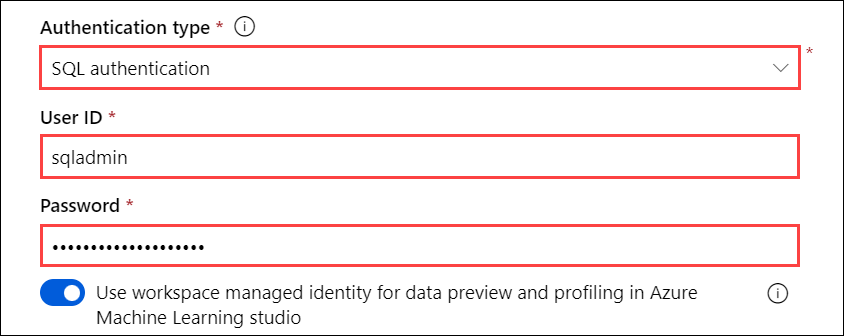 Authentication type *
SQL authentication
*
User ID *
sqladmin
Password *
••••••••••••••••••••
Use workspace managed identity for data preview and profiling in Azure
Machine Learning studio